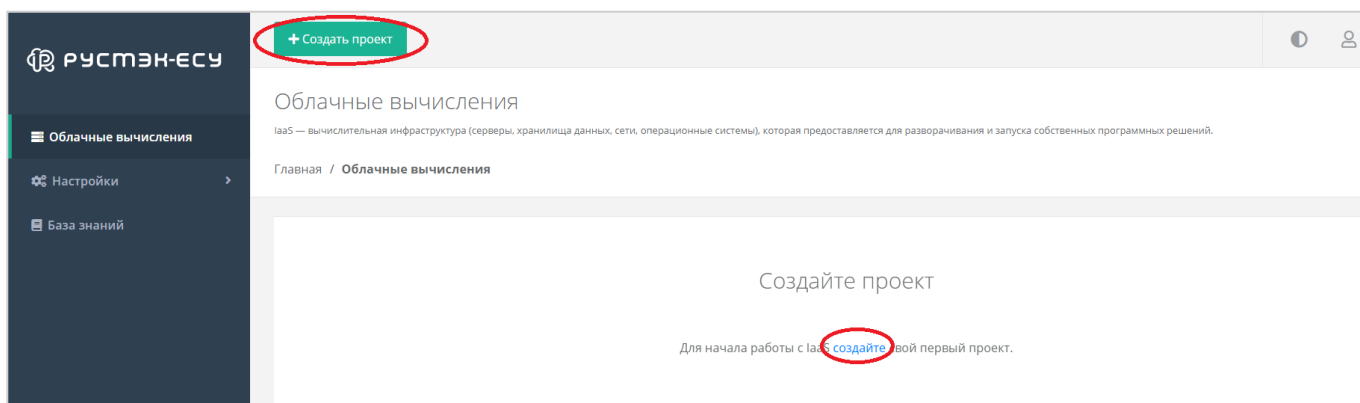 РУСТЭК-ЕСУ
Облачные вычисления
Настройки
База знаний
+ Создать проект
Облачные вычисления
IaaS — вычислительная инфраструктура (серверы, хранилища данных, сети, операционные системы), которая предоставляется для разворачивания и запуска собственных программных решений.
Главная / Облачные вычисления
Создайте проект
Для начала работы с IaaS создайте свой первый проект.